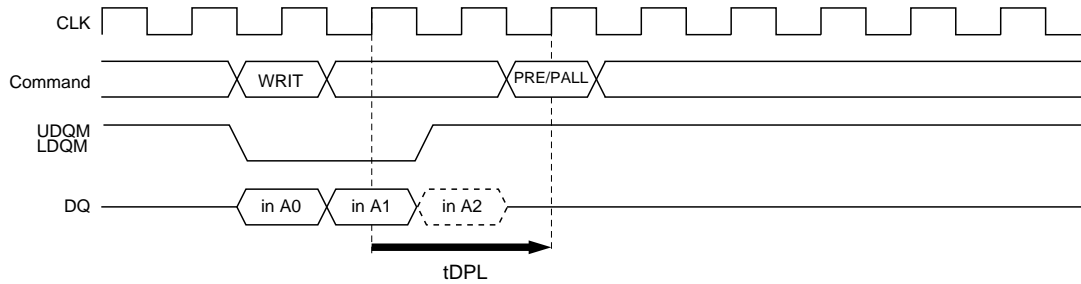 CLK
Command
WRIT
PRE/PALL
UDQM
LDQM
DQ
in A0
in A1
in A2
tDPL